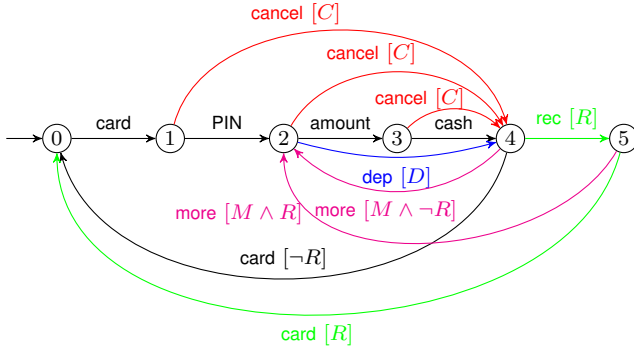 cancel [C]
cancel [C]
cancel [C]
card
PIN
amount
cash
rec [R]
0
1
2
3
4
5
dep [D]
more [M ∧ R]
more [M ∧ ¬R]
card [¬R]
card [R]